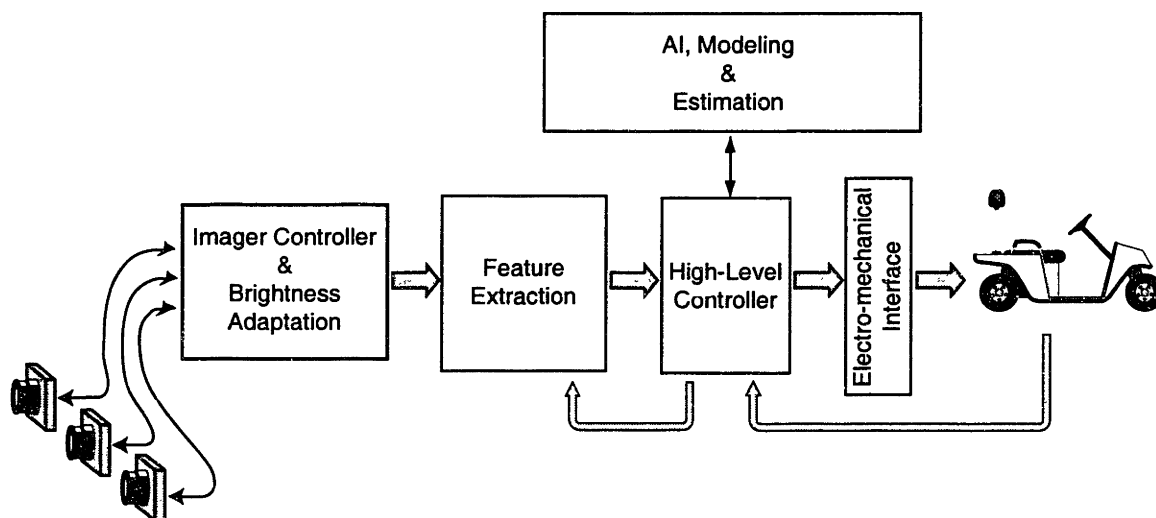 AI, Modeling
&
Estimation
Imager Controller
&
Brightness
Adaptation
Feature
Extraction
High-Level
Controller
Electro-mechanical
Interface